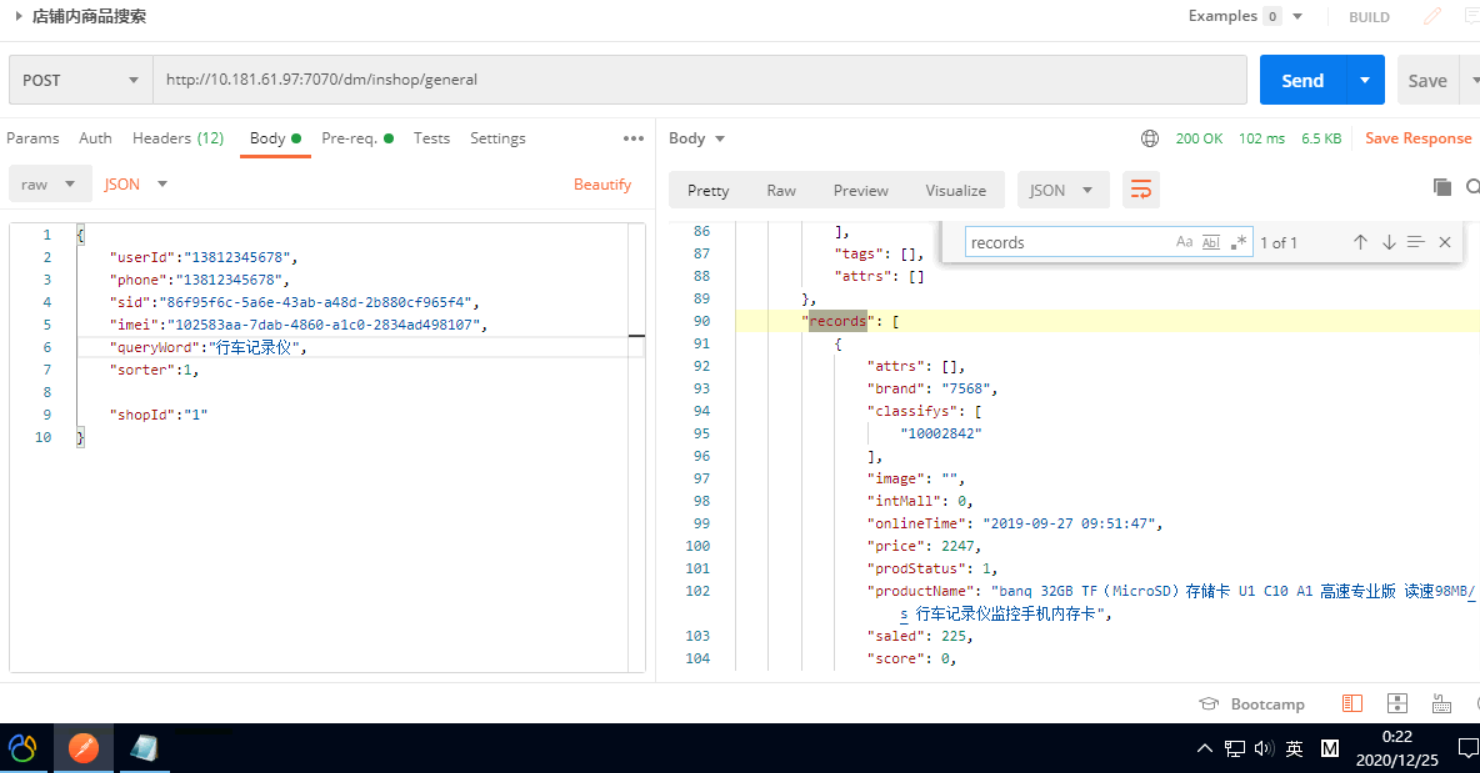 店铺内商品搜索
Examples 0 BUILD
POST http://10.181.61.97:7070/dm/inshop/general Send Save
Params Auth Headers (12) Body Pre-req. Tests Settings
raw JSON Beautify
1 {
2 "userId":"13812345678",
3 "phone":"13812345678",
4 "sid":"86f95f6c-5a6e-43ab-a48d-2b880cf965f4",
5 "imei":"102583aa-7dab-4860-a1c0-2834ad498107",
6 "queryWord":"行车记录仪",
7 "sorter":1,
8
9 "shopId":"1"
10 }
Body 200 OK 102 ms 6.5 KB Save Response
Pretty Raw Preview Visualize JSON
records Aa Abl .* 1 of 1
86 ],
87 "tags": [],
88 "attrs": []
89 },
90 "records": [
91 {
92 "attrs": [],
93 "brand": "7568",
94 "classifys": [
95 "10002842"
96 ],
97 "image": "",
98 "intMall": 0,
99 "onlineTime": "2019-09-27 09:51:47",
100 "price": 2247,
101 "prodStatus": 1,
102 "productName": "banq 32GB TF（MicroSD）存储卡 U1 C10 A1 高速专业版 读速98MB/
s 行车记录仪监控手机内存卡",
103 "saled": 225,
104 "score": 0,
Bootcamp
英 M 0:22
2020/12/25